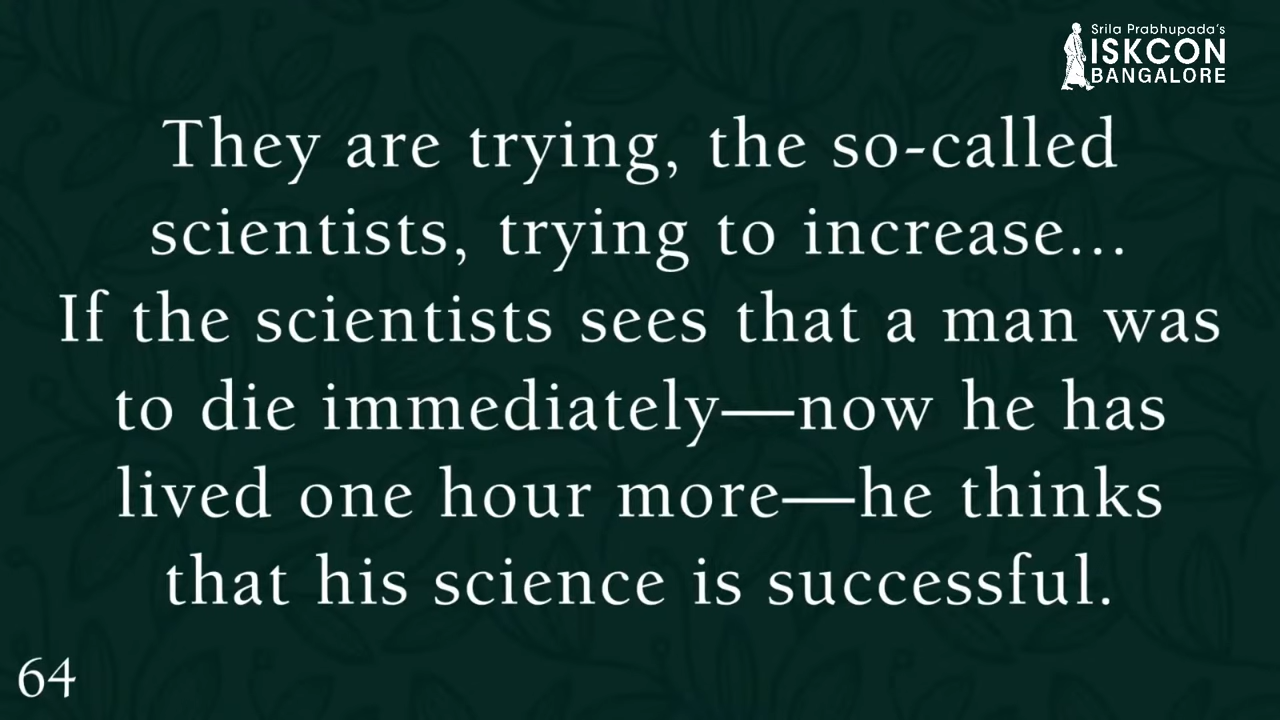 Srila Prabhupada's
ISKCON
BANGALORE
They are trying, the so-called
scientists, trying to increase...
If the scientists sees that a man was
to die immediately—now he has
lived one hour more—he thinks
that his science is successful.
64